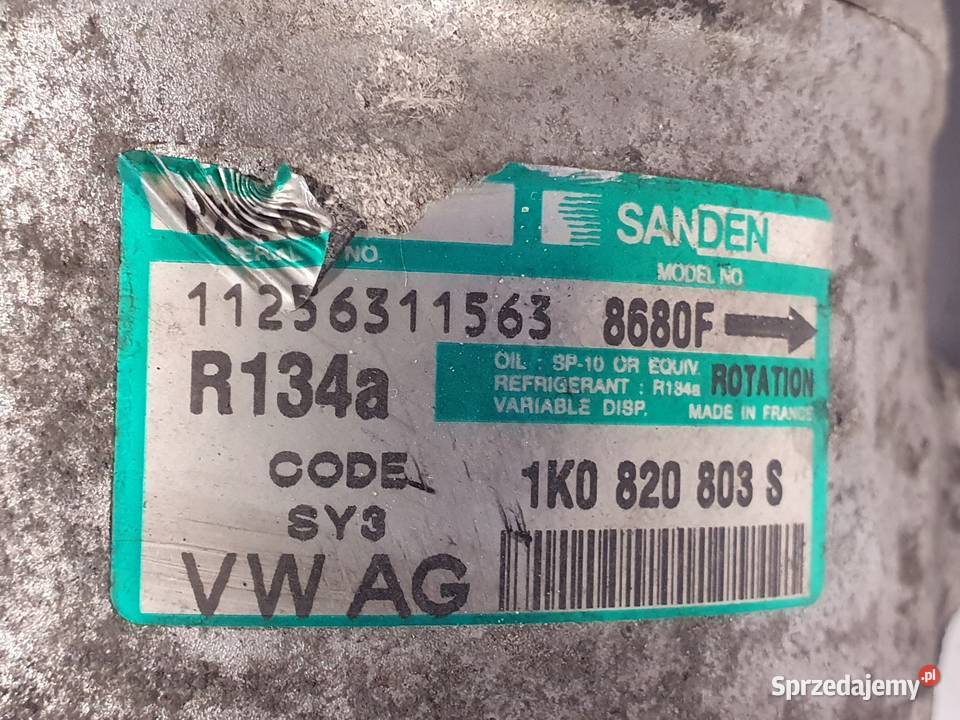 SANDEN
SERIAL NO.
MODEL NO
11256311563
8680F
R134a
OIL : SP-10 OR EQUIV.
REFRIGERANT : R134a
VARIABLE DISP.
ROTATION
MADE IN FRANCE
CODE
SY3
1K0 820 803 S
VW AG
Sprzedajemy.pl